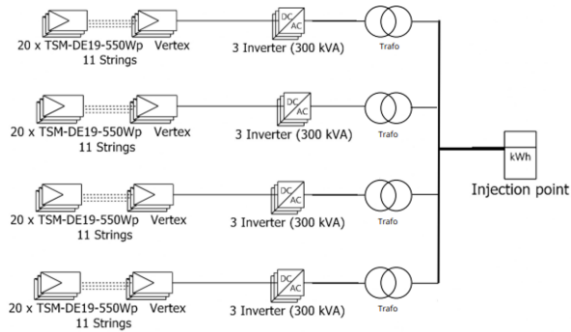 DC
AC
20 x TSM-DE19-550Wp Vertex
11 Strings
3 Inverter (300 kVA)
Trafo
DC
AC
20 x TSM-DE19-550Wp Vertex
11 Strings
3 Inverter (300 kVA)
Trafo
kWh
Injection point
DC
AC
20 x TSM-DE19-550Wp Vertex
11 Strings
3 Inverter (300 kVA)
Trafo
DC
AC
20 x TSM-DE19-550Wp Vertex
11 Strings
3 Inverter (300 kVA)
Trafo